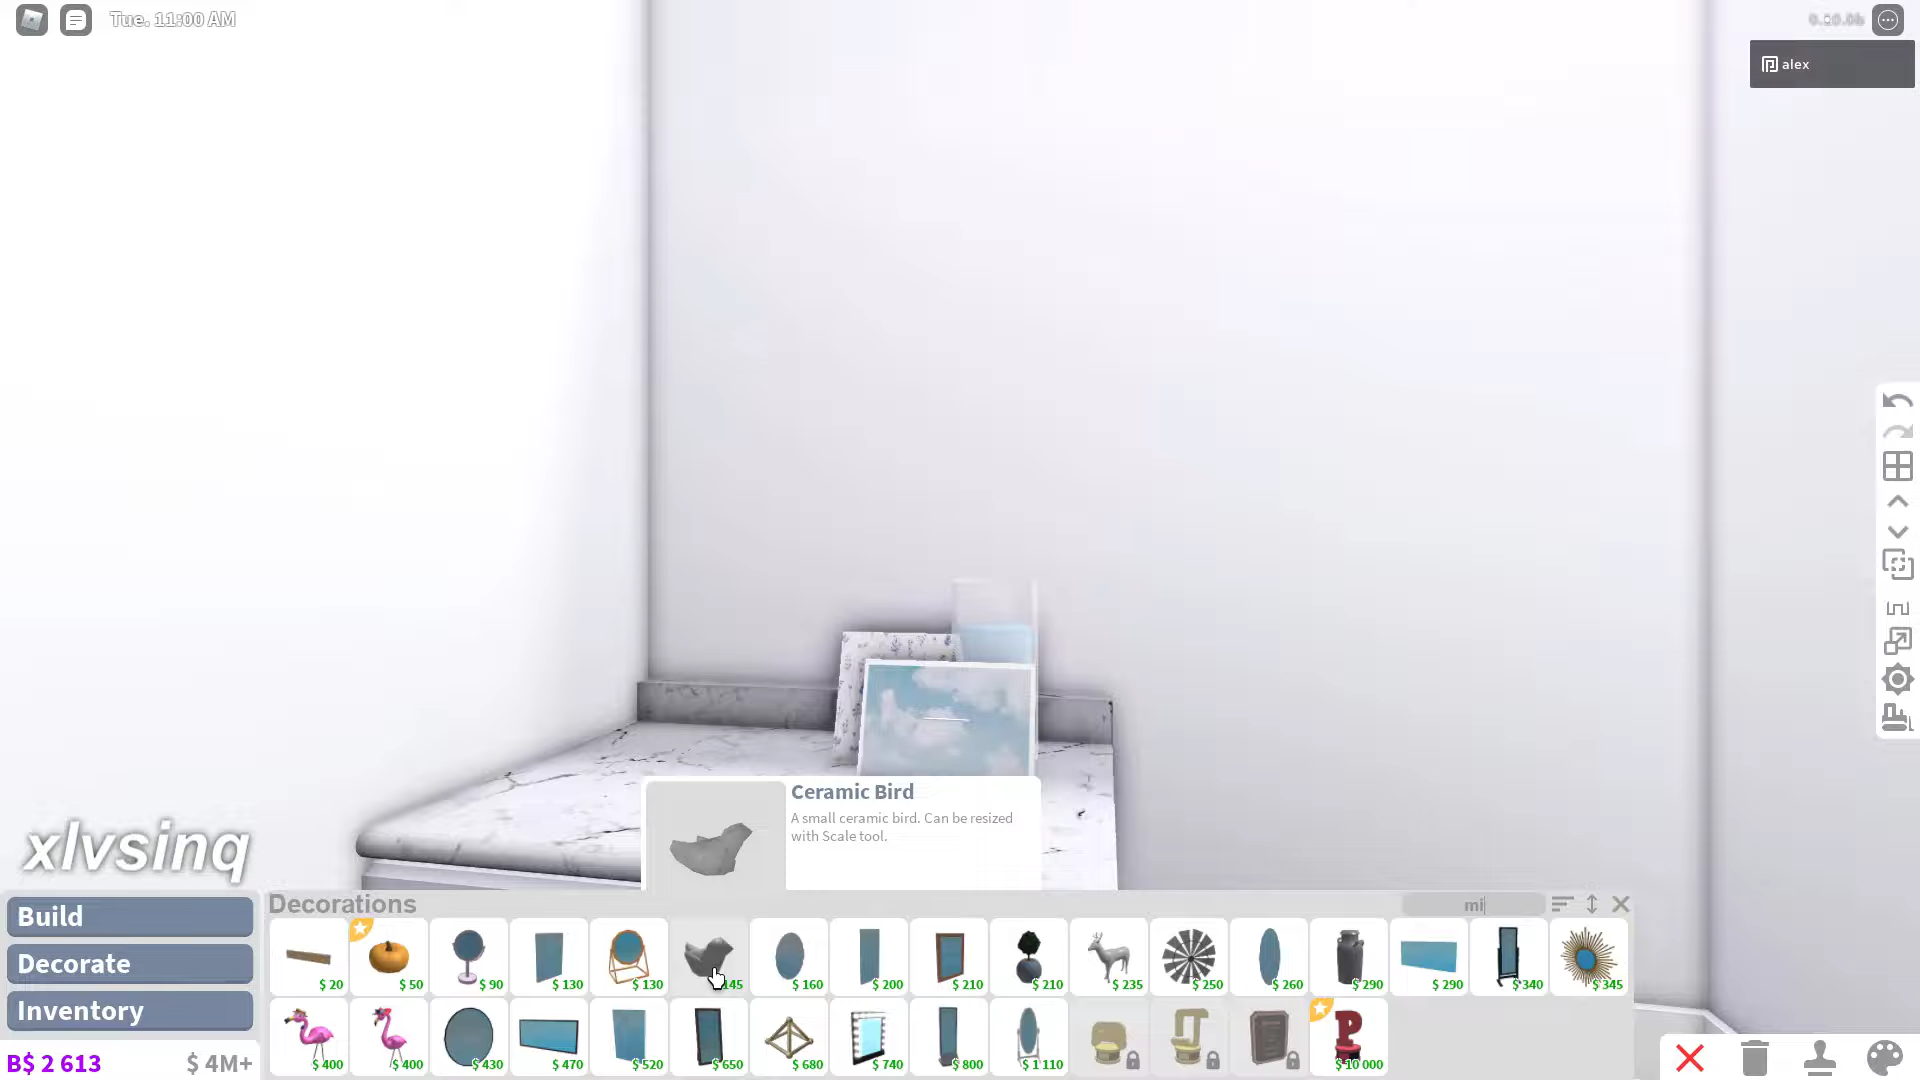 Tue. 11:00 AM
alex
Ceramic Bird
A small ceramic bird. Can be resized
with Scale tool.
xlvsinq
Build
Decorate
Inventory
B$ 2 613 $ 4M+
Decorations mi
$ 20 $ 50 $ 90 $ 130 $ 130 145 $ 160 $ 200 $ 210 $ 210 $ 235 $ 250 $ 260 $ 290 $ 290 $ 340 $ 345
$ 400 $ 400 $ 430 $ 470 $ 520 $ 650 $ 680 $ 740 $ 800 $ 1 110 $ 10 000